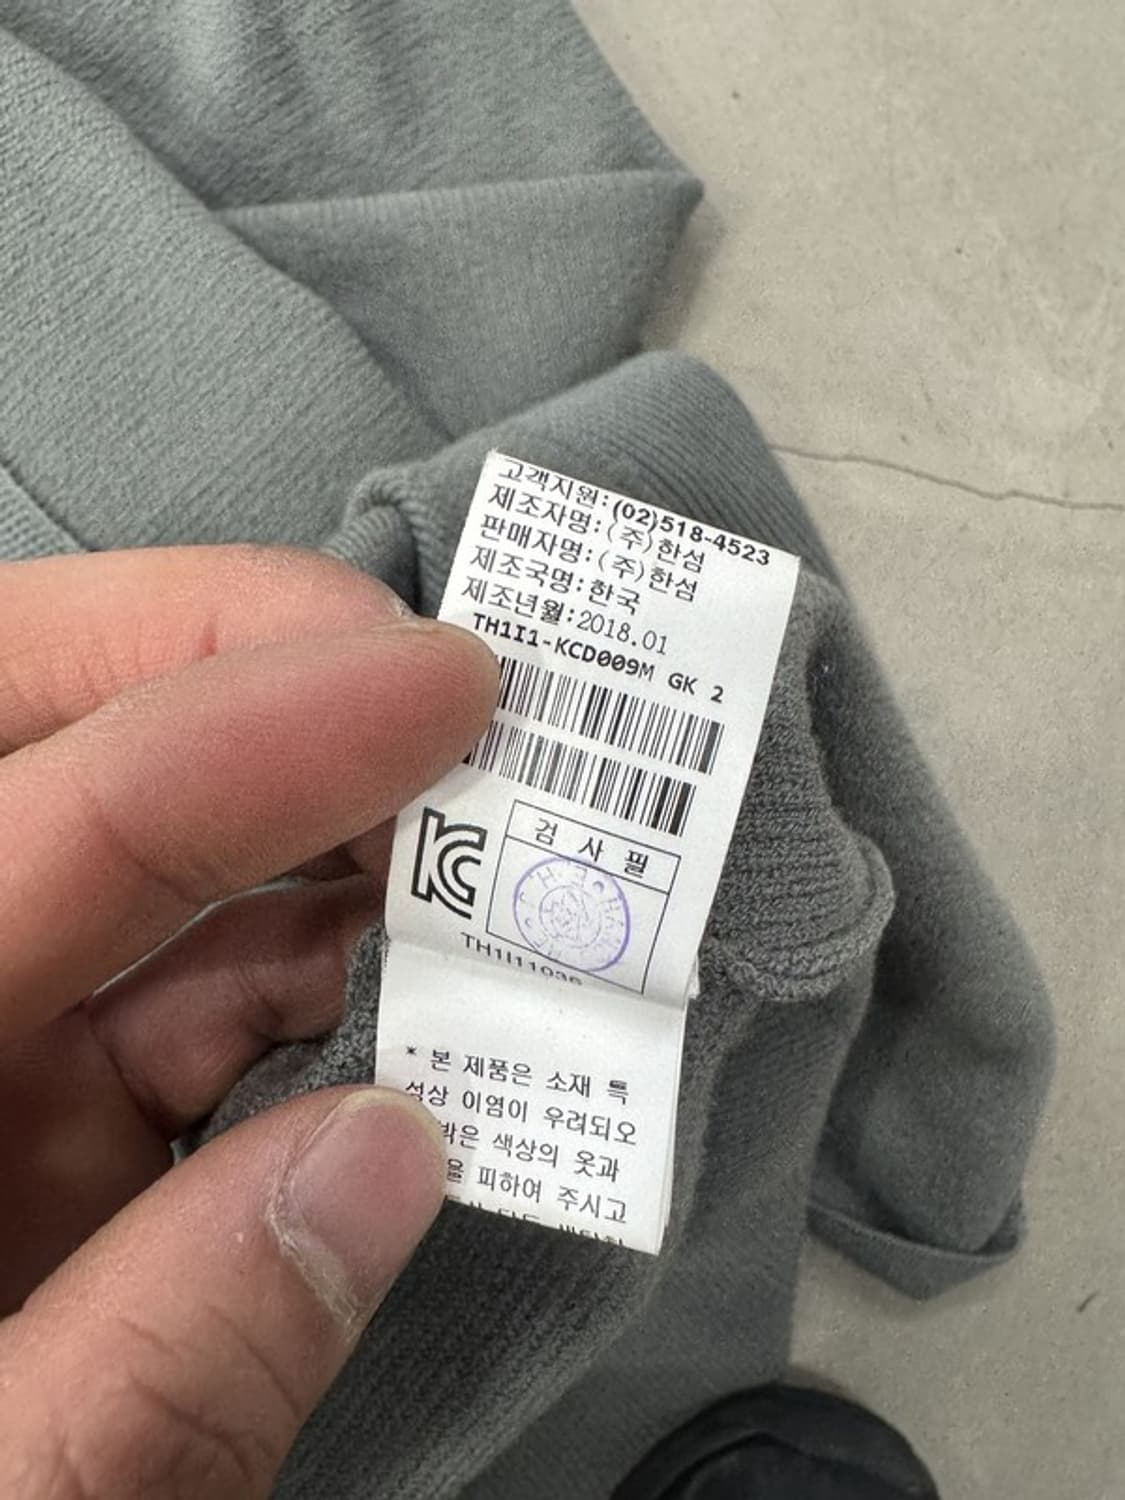 고객지원:(02)518-4523
제조자명:(주)한섬
판매자명:(주)한섬
제조국명:한국
제조년월:2018.01
TH1I1-KCD009M GK 2
KC
검 사 필
* 본 제품은 소재 특
성상 이염이 우려되오
밝은 색상의 옷과
을 피하여 주시고